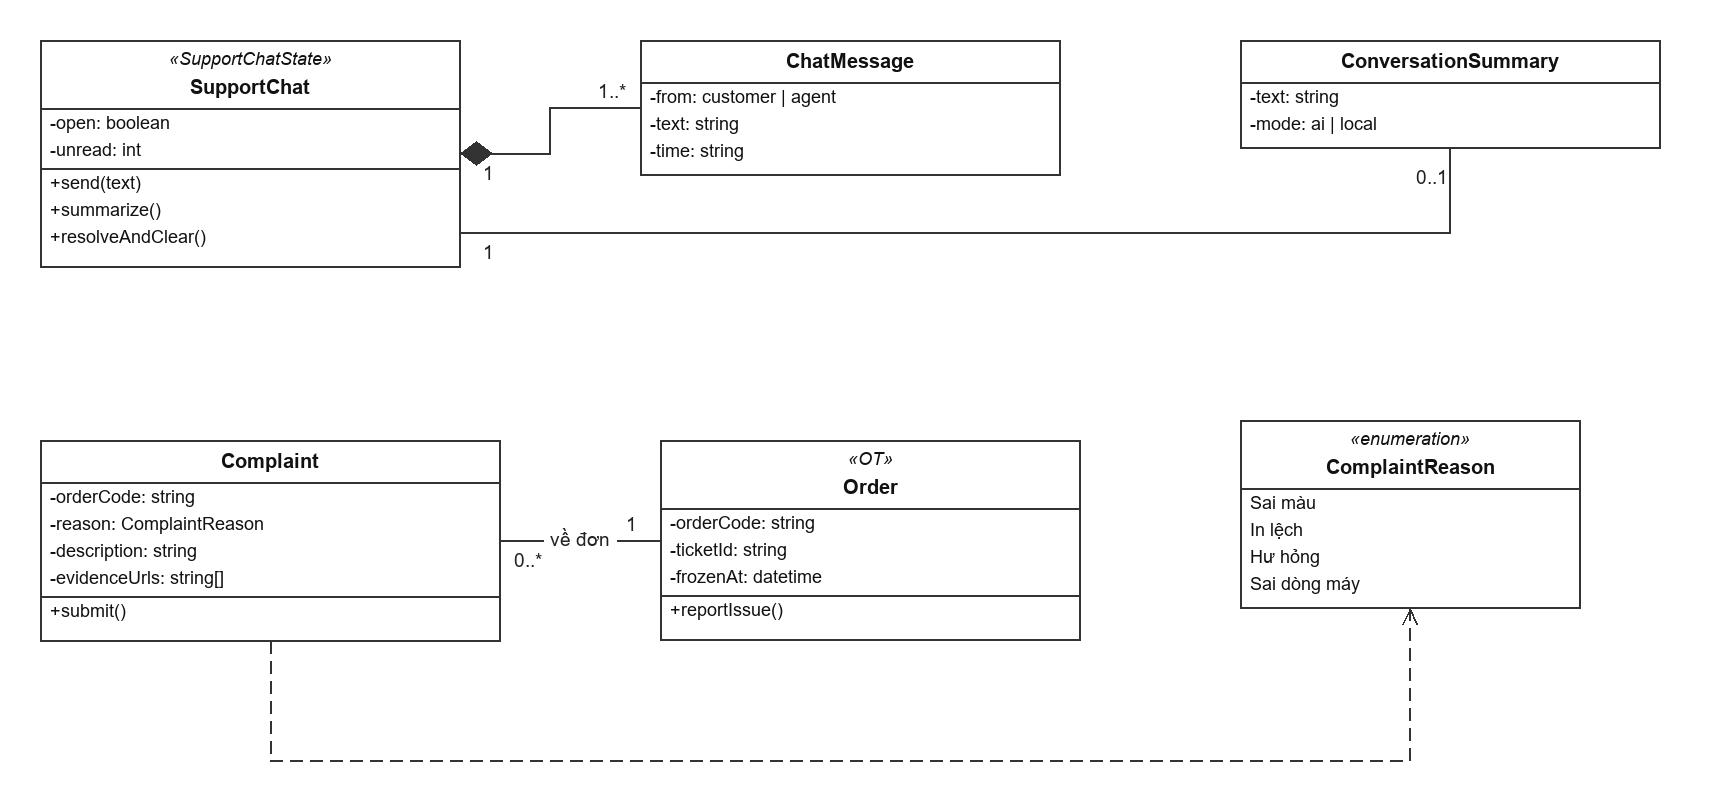 «SupportChatState»
SupportChat
-open: boolean
-unread: int
+send(text)
+summarize()
+resolveAndClear()
1
1..*
ChatMessage
-from: customer | agent
-text: string
-time: string
ConversationSummary
-text: string
-mode: ai | local
0..1
1
Complaint
-orderCode: string
-reason: ComplaintReason
-description: string
-evidenceUrls: string[]
+submit()
0..*
về đơn
1
«OT»
Order
-orderCode: string
-ticketId: string
-frozenAt: datetime
+reportIssue()
«enumeration»
ComplaintReason
Sai màu
In lệch
Hư hỏng
Sai dòng máy